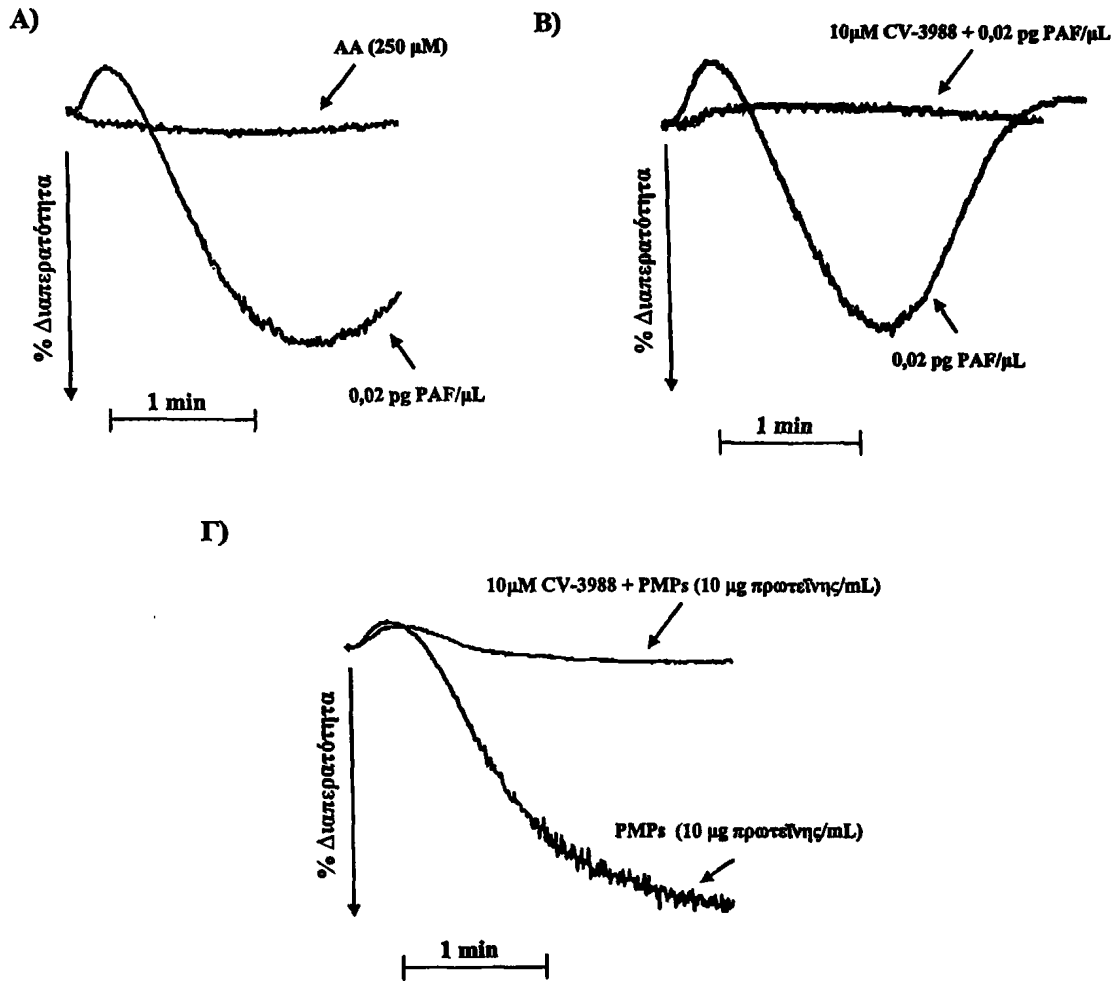 A)
AA (250 μM)
% Διαπερατότητα
0,02 pg PAF/μL
1 min
B)
10μM CV-3988 + 0,02 pg PAF/μL
% Διαπερατότητα
0,02 pg PAF/μL
1 min
Γ)
10μM CV-3988 + PMPs (10 μg πρωτεΐνης/mL)
% Διαπερατότητα
PMPs (10 μg πρωτεΐνης/mL)
1 min